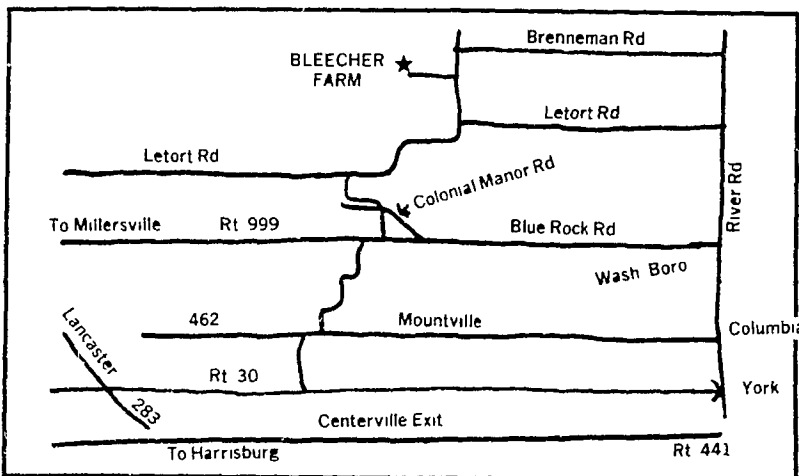 Brenneman Rd
BLEECHER
FARM
Letort Rd
Letort Rd
Colonial Manor Rd
River Rd
To Millersville Rt 999 Blue Rock Rd
Wash Boro
462 Mountville Columbia
Lancaster
283
Rt 30 York
Centerville Exit
To Harrisburg Rt 441